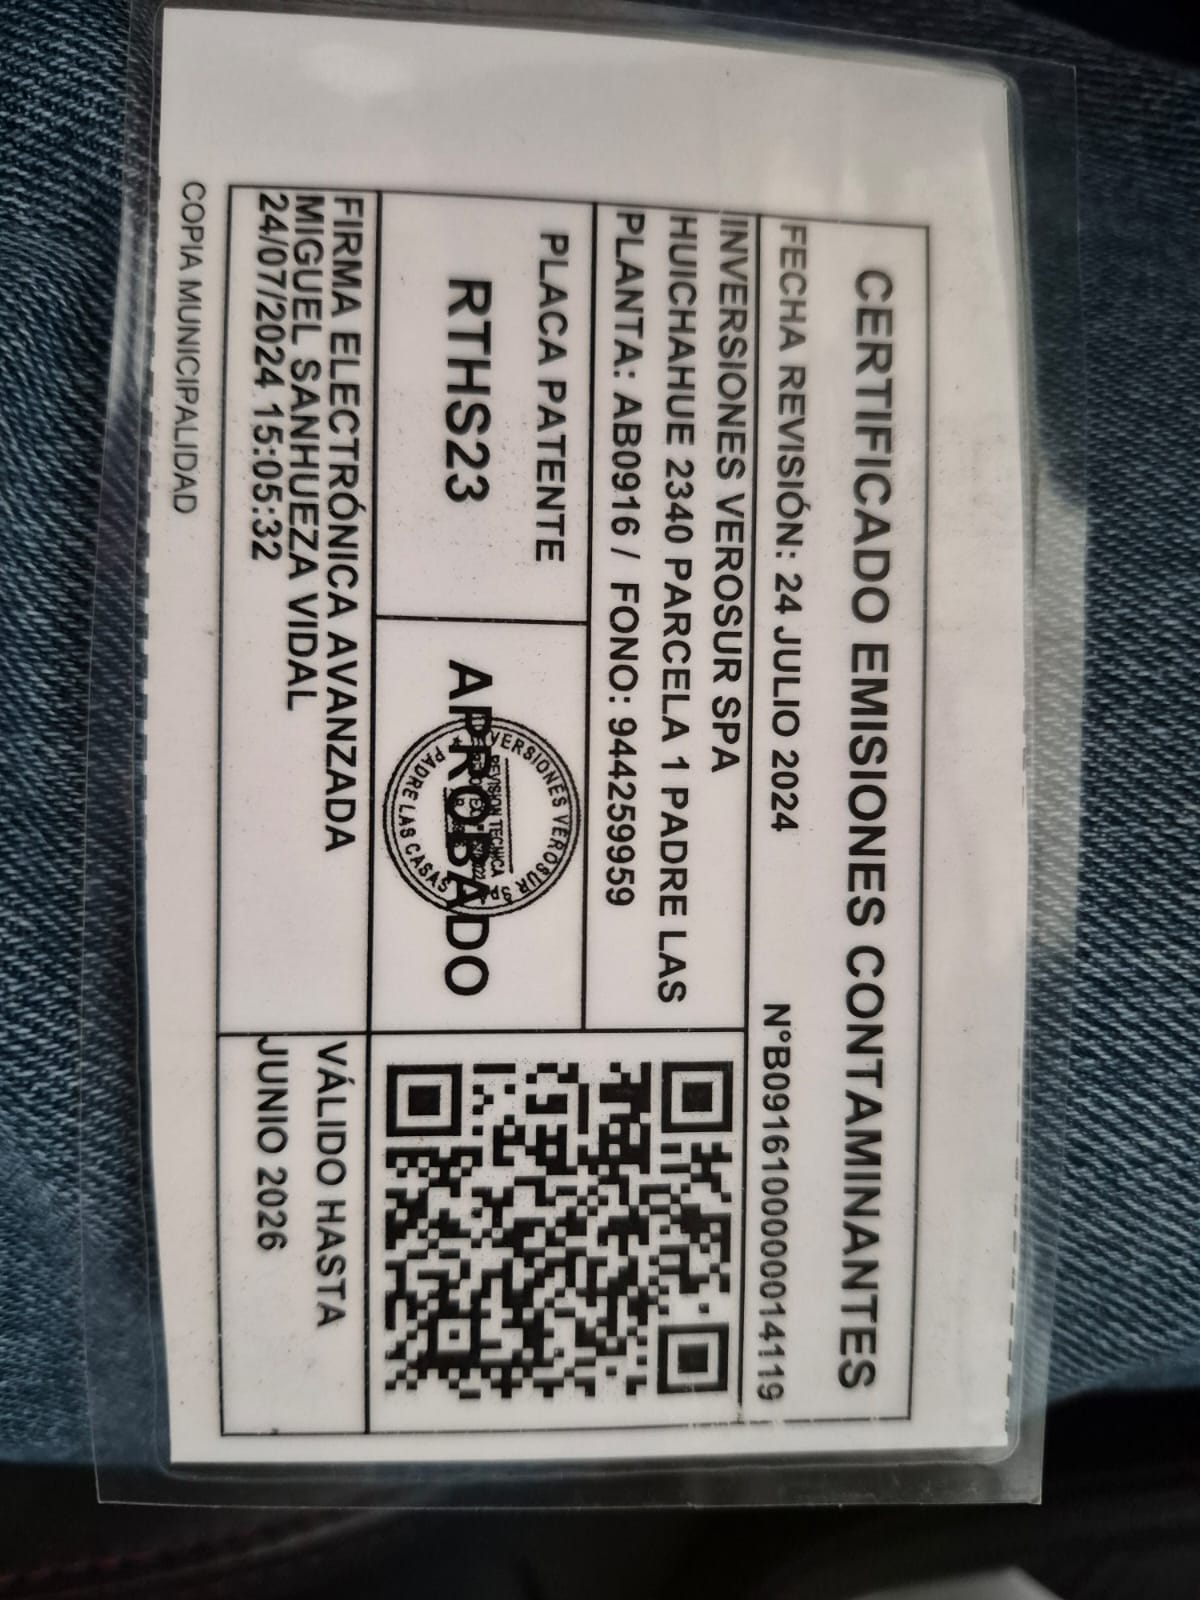 CERTIFICADO EMISIONES CONTAMINANTES
FECHA REVISIÓN: 24 JULIO 2024 N°B091610000014119
INVERSIONES VEROSUR SPA
HUICHAHUE 2340 PARCELA 1 PADRE LAS
PLANTA: AB0916 / FONO: 944259959
PLACA PATENTE
RTHS23
APROBADO
INVERSIONES VEROSUR SPA
REVISION TECNICA
PADRE LAS CASAS
FIRMA ELECTRÓNICA AVANZADA
MIGUEL SANHUEZA VIDAL
24/07/2024 15:05:32
VÁLIDO HASTA
JUNIO 2026
COPIA MUNICIPALIDAD